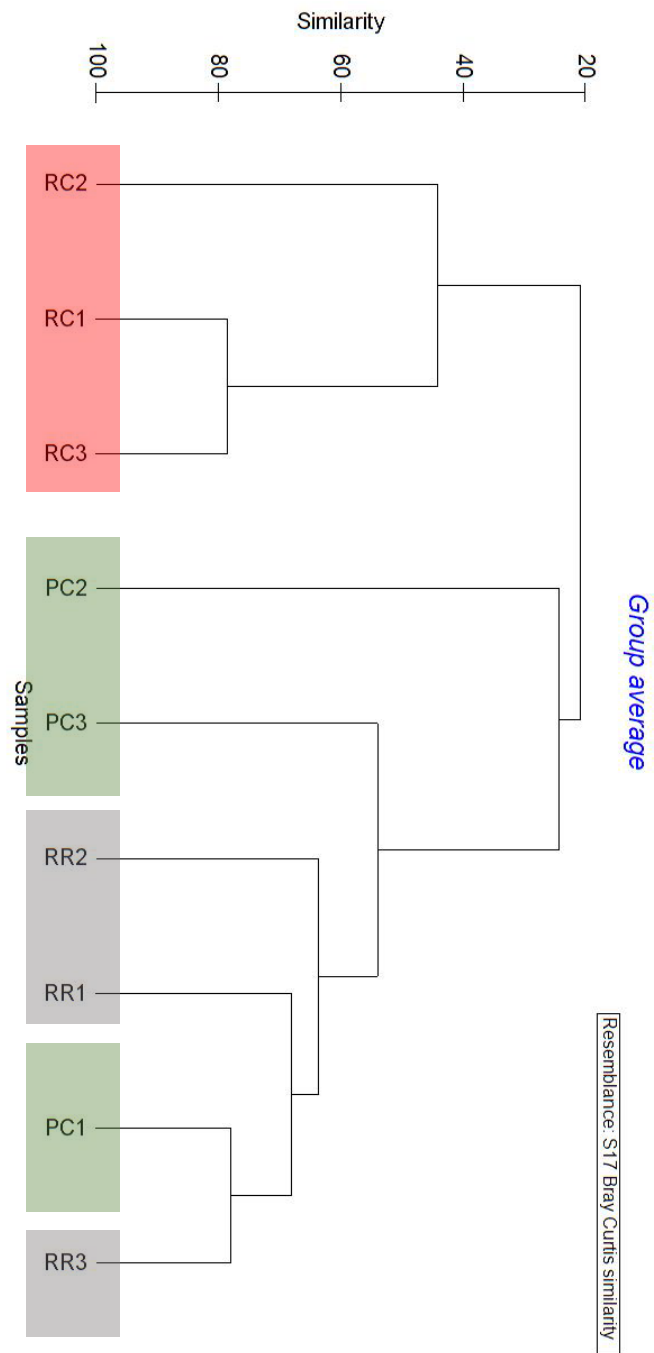 Similarity
100
80
60
40
20
RC2
RC1
RC3
PC2
PC3
RR2
RR1
PC1
RR3
Samples
Group average
Resemblance: S17 Bray Curtis similarity